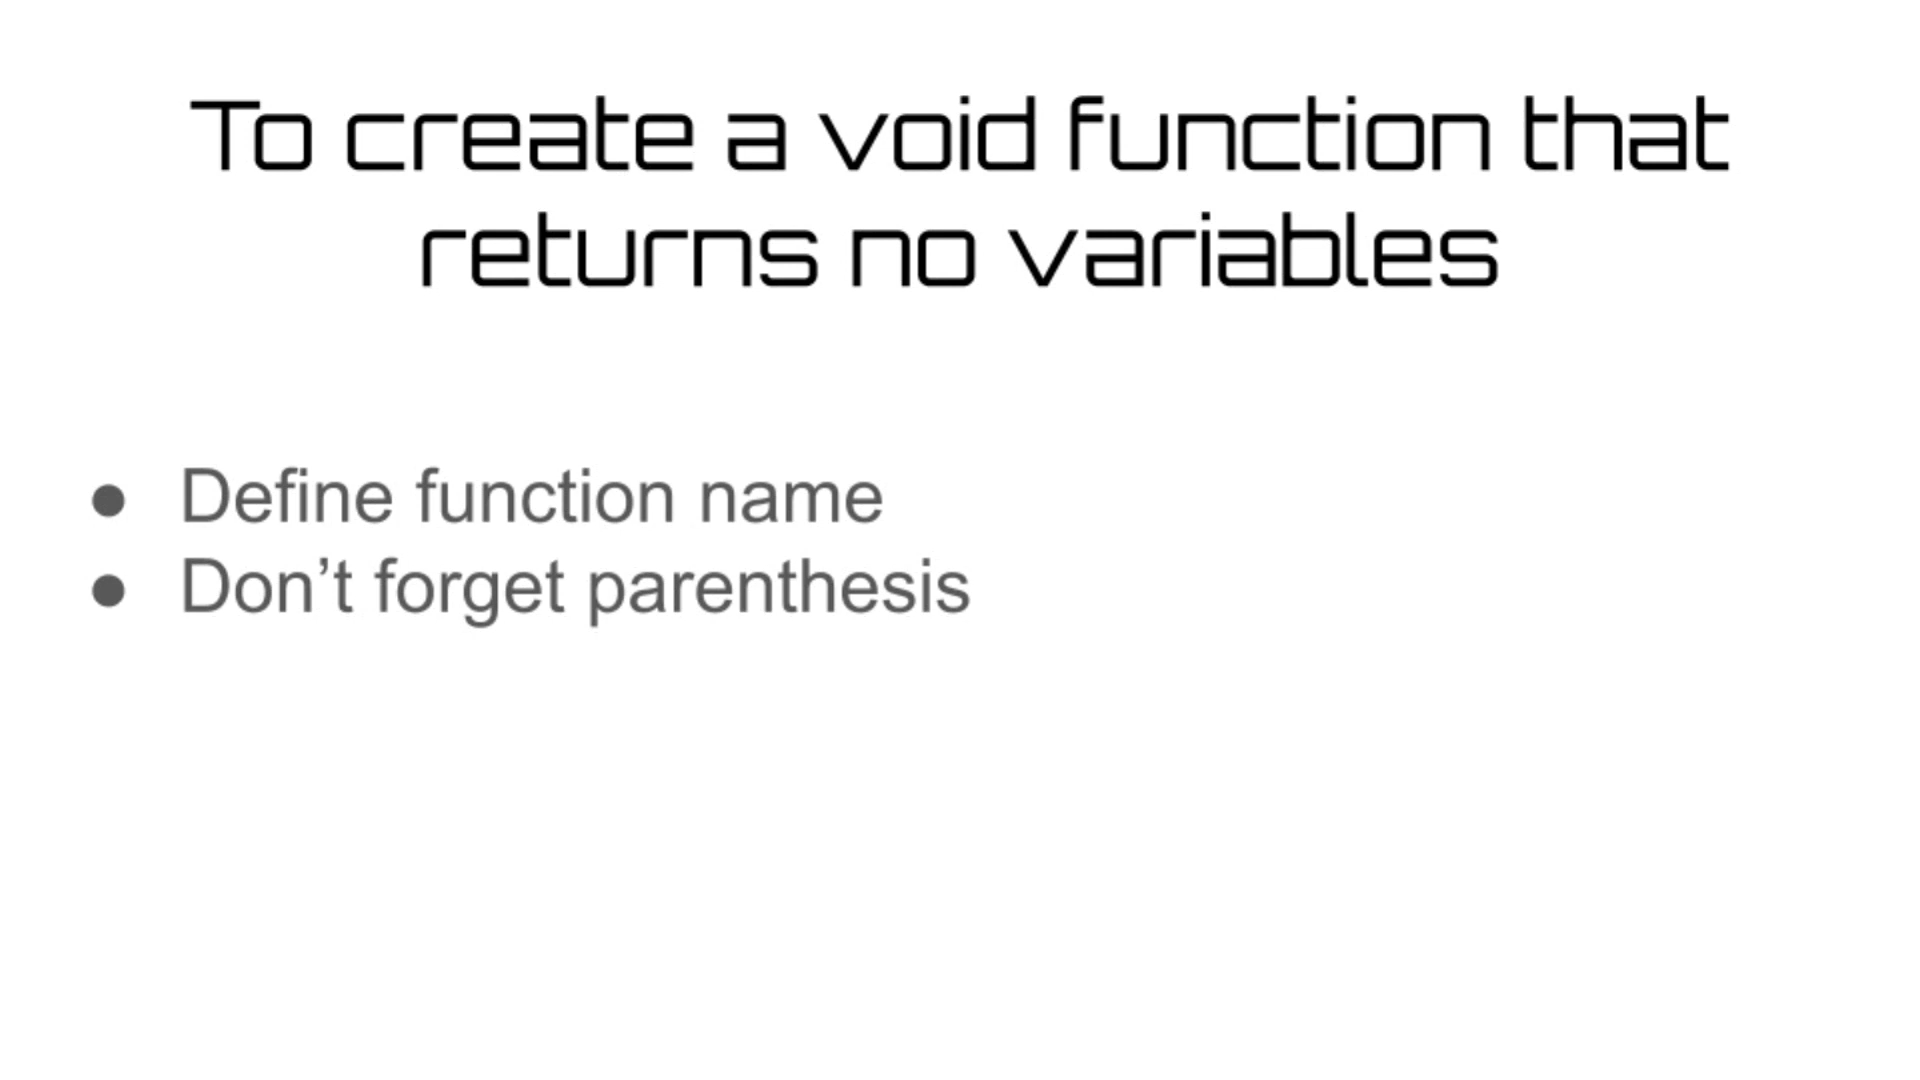 To create a void function that
returns no variables
● Define function name
● Don’t forget parenthesis